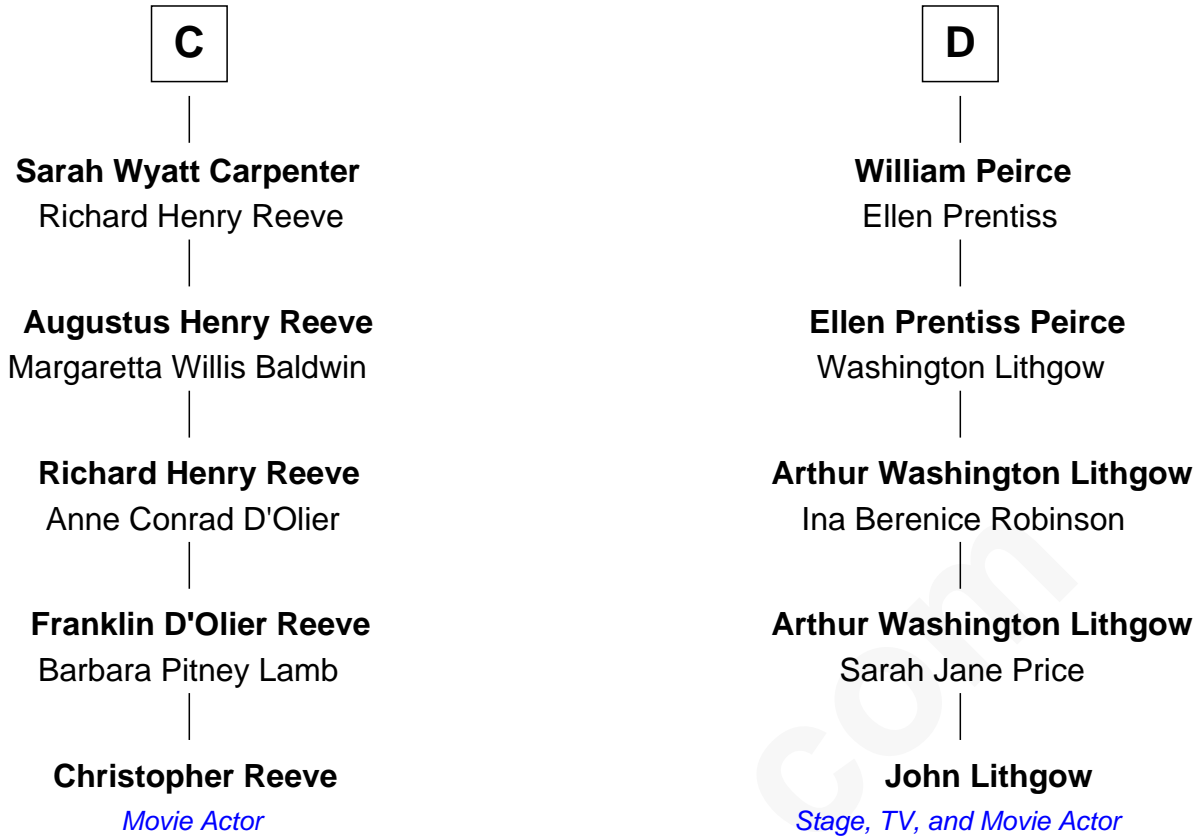 C
Sarah Wyatt Carpenter
Richard Henry Reeve
Augustus Henry Reeve
Margaretta Willis Baldwin
Richard Henry Reeve
Anne Conrad D'Olier
Franklin D'Olier Reeve
Barbara Pitney Lamb
Christopher Reeve
Movie Actor
D
William Peirce
Ellen Prentiss
Ellen Prentiss Peirce
Washington Lithgow
Arthur Washington Lithgow
Ina Berenice Robinson
Arthur Washington Lithgow
Sarah Jane Price
John Lithgow
Stage, TV, and Movie Actor
com